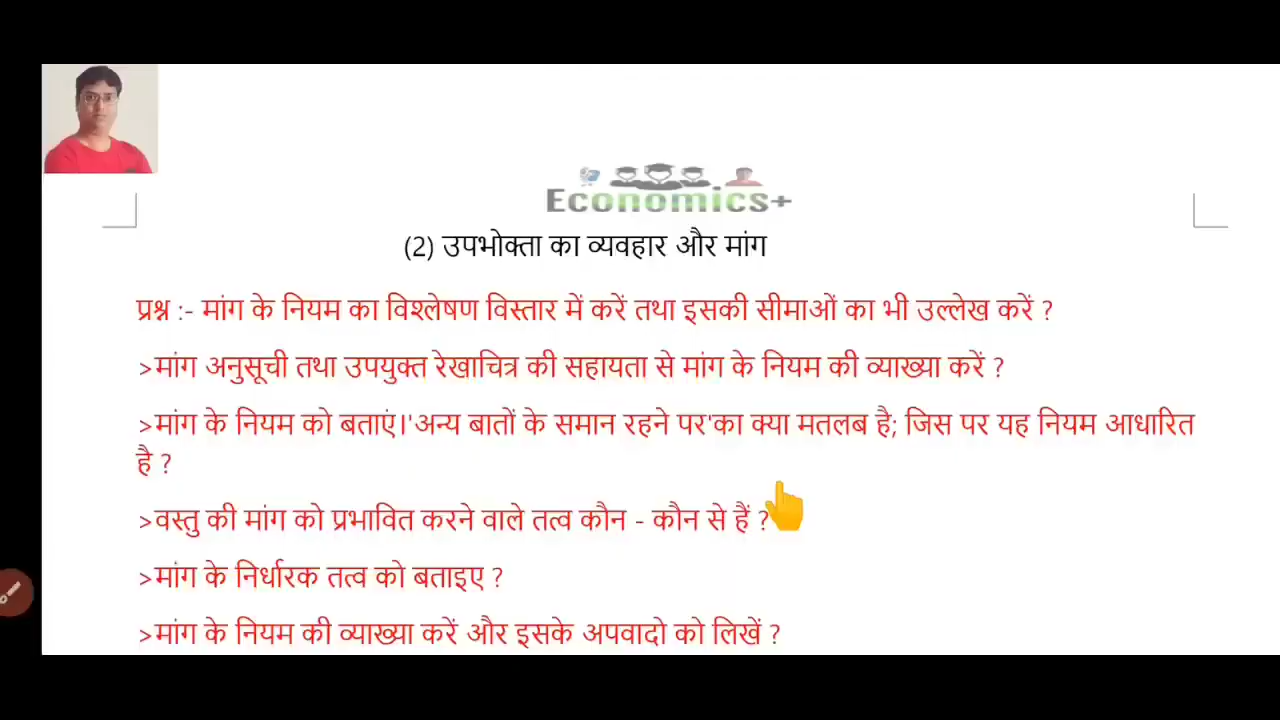 Economics+
(2) उपभोक्ता का व्यवहार और मांग
प्रश्न :- मांग के नियम का विश्लेषण विस्तार में करें तथा इसकी सीमाओं का भी उल्लेख करें ?
>मांग अनुसूची तथा उपयुक्त रेखाचित्र की सहायता से मांग के नियम की व्याख्या करें ?
>मांग के नियम को बताएं।'अन्य बातों के समान रहने पर'का क्या मतलब है; जिस पर यह नियम आधारित
है ?
>वस्तु की मांग को प्रभावित करने वाले तत्व कौन - कौन से हैं ?
>मांग के निर्धारक तत्व को बताइए ?
>मांग के नियम की व्याख्या करें और इसके अपवादो को लिखें ?